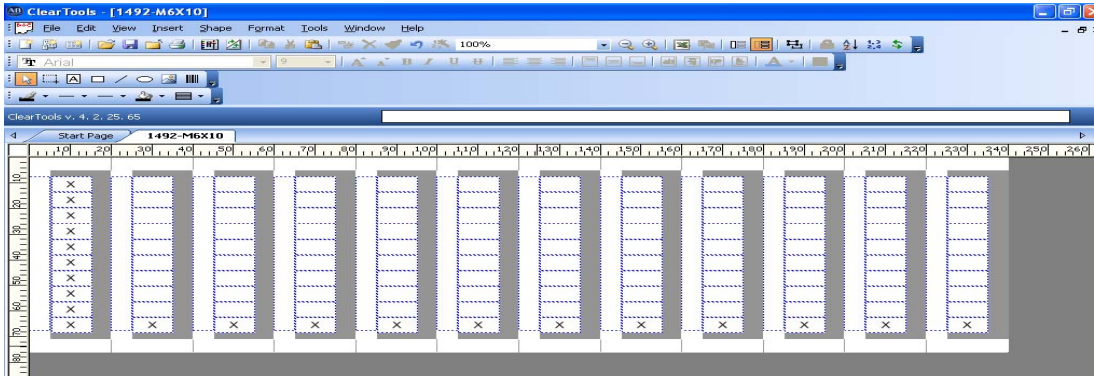 AB ClearTools - [1492-M6X10]
File Edit View Insert Shape Format Tools Window Help
100%
Arial 9 A A B I U A
A
ClearTools v. 4. 2. 25. 65
Start Page 1492-M6X10
10 20 30 40 50 60 70 80 90 100 110 120 130 140 150 160 170 180 190 200 210 220 230 240 250 260
10
× 
×
20
×
×
30
×
40
×
×
50
×
60
×
70
× × × × × × × × × × × ×
80